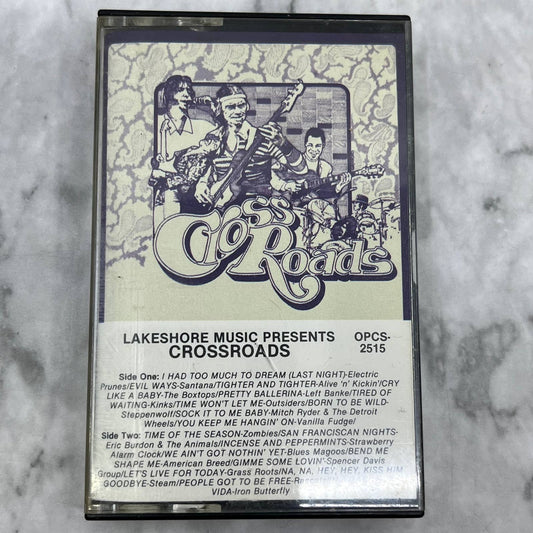 Cross
Roads
LAKESHORE MUSIC PRESENTS
CROSSROADS
OPCS-
2515
Side One: I HAD TOO MUCH TO DREAM (LAST NIGHT)-Electric
Prunes/EVIL WAYS-Santana/TIGHTER AND TIGHTER-Alive 'n' Kickin'/CRY
LIKE A BABY-The Boxtops/PRETTY BALLERINA-Left Banke/TIRED OF
WAITING-Kinks/TIME WON'T LET ME-Outsiders/BORN TO BE WILD-
Steppenwolf/SOCK IT TO ME BABY-Mitch Ryder & The Detroit
Wheels/YOU KEEP ME HANGIN' ON-Vanilla Fudge/
Side Two: TIME OF THE SEASON-Zombies/SAN FRANCISCAN NIGHTS-
Eric Burdon & The Animals/INCENSE AND PEPPERMINTS-Strawberry
Alarm Clock/WE AIN'T GOT NOTHIN' YET-Blues Magoos/BEND ME
SHAPE ME-American Breed/GIMME SOME LOVIN'-Spencer Davis
Group/LET'S LIVE FOR TODAY-Grass Roots/NA, NA, HEY, HEY, KISS HIM
GOODBYE-Steam/PEOPLE GOT TO BE FREE-
VIDA-Iron Butterfly